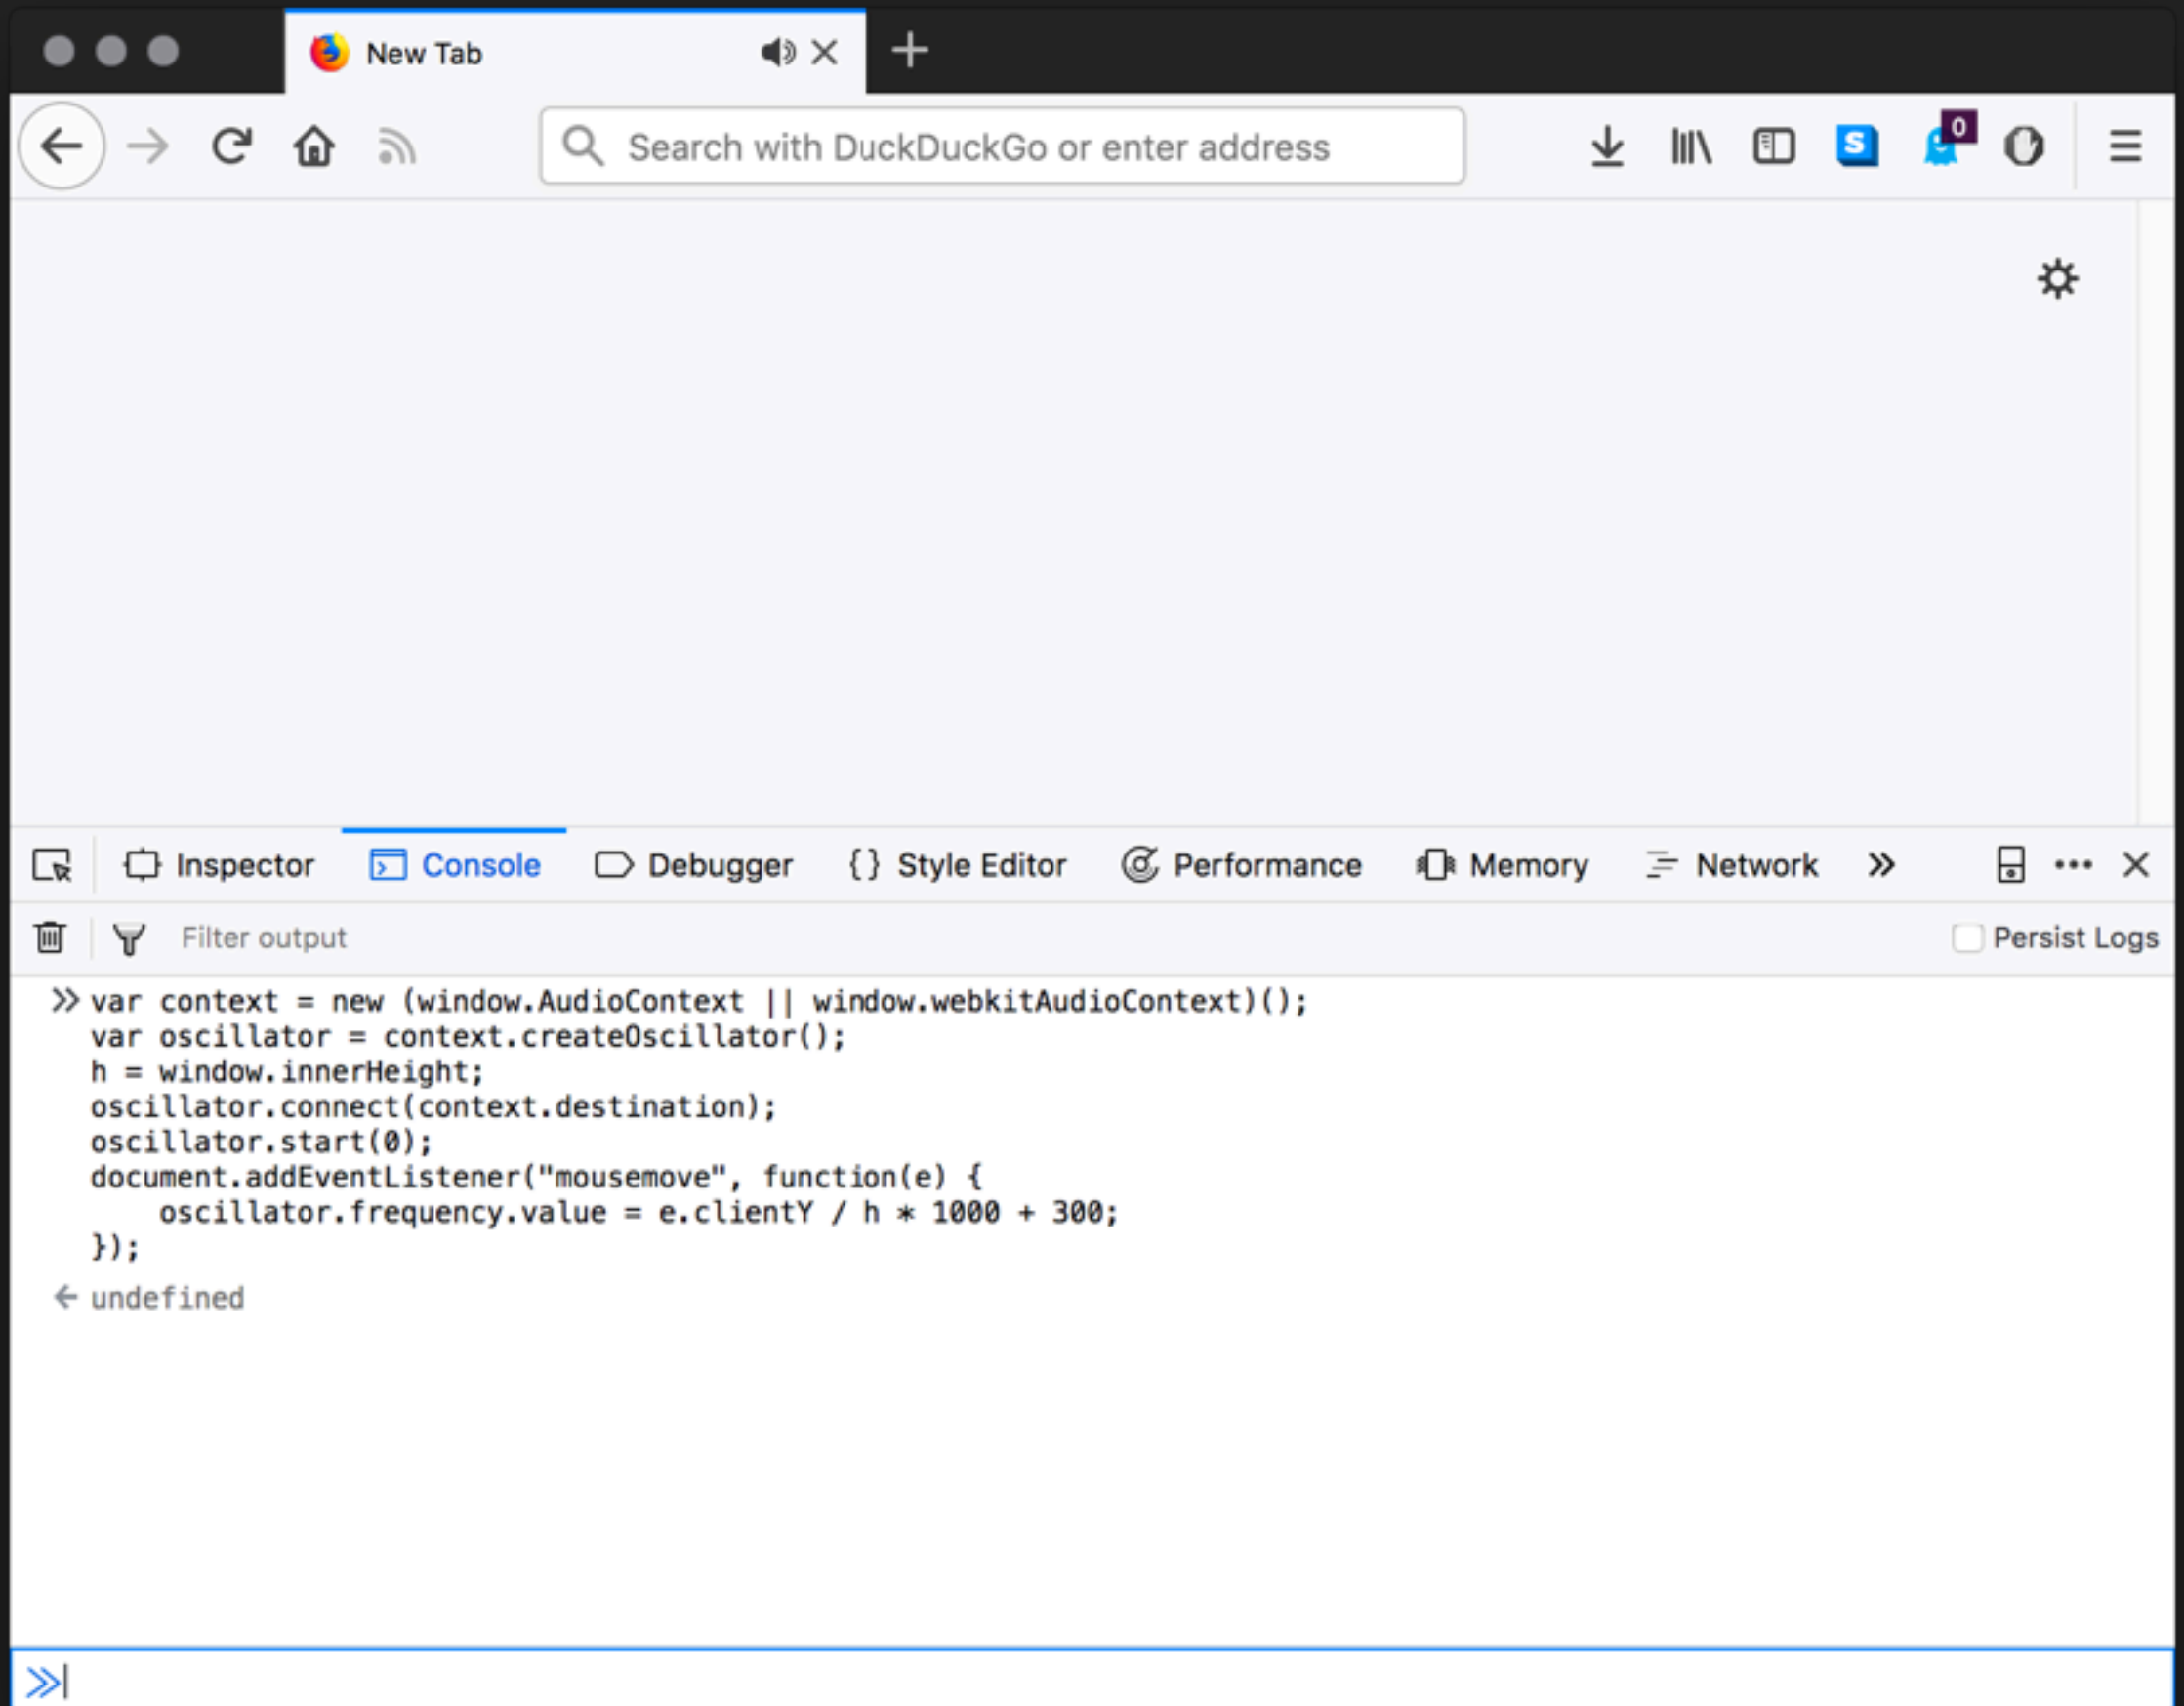 New Tab
Search with DuckDuckGo or enter address
S
0
Inspector
Console
Debugger
{} Style Editor
Performance
Memory
Network
Filter output
Persist Logs
» var context = new (window.AudioContext || window.webkitAudioContext)();
var oscillator = context.createOscillator();
h = window.innerHeight;
oscillator.connect(context.destination);
oscillator.start(0);
document.addEventListener("mousemove", function(e) {
    oscillator.frequency.value = e.clientY / h * 1000 + 300;
});
← undefined
»